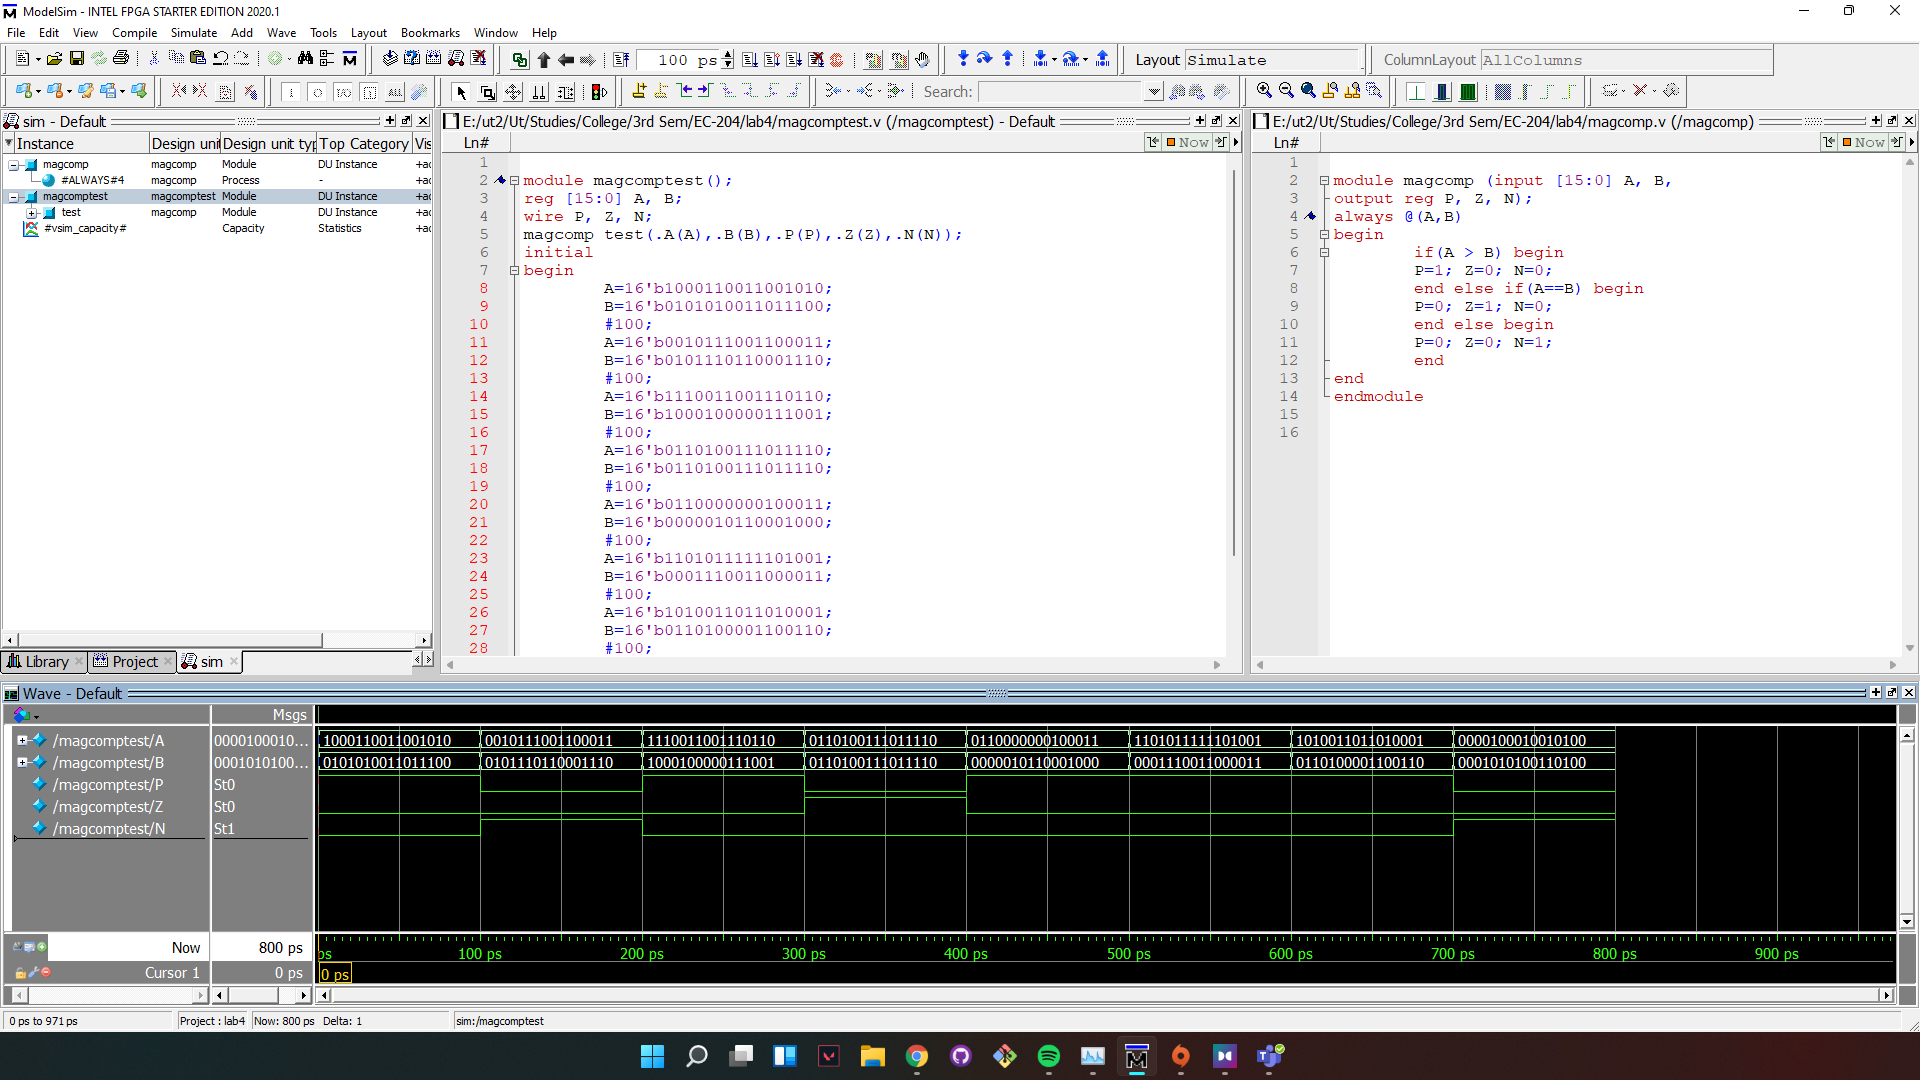 ModelSim - INTEL FPGA STARTER EDITION 2020.1
File Edit View Compile Simulate Add Wave Tools Layout Bookmarks Window Help
100 ps
Layout Simulate
ColumnLayout AllColumns
Search:
sim - Default
Instance Design unit Design unit typ Top Category Vis
magcomp magcomp Module DU Instance +ac
#ALWAYS#4 magcomp Process - +ac
magcomptest magcomptest Module DU Instance +ac
test magcomp Module DU Instance +ac
#vsim_capacity# Capacity Statistics +ac
Library Project sim
E:/ut2/Ut/Studies/College/3rd Sem/EC-204/lab4/magcomptest.v (/magcomptest) - Default
Ln# Now
1
2 module magcomptest();
3 reg [15:0] A, B;
4 wire P, Z, N;
5 magcomp test(.A(A),.B(B),.P(P),.Z(Z),.N(N));
6 initial
7 begin
8 A=16'b1000110011001010;
9 B=16'b0101010011011100;
10 #100;
11 A=16'b0010111001100011;
12 B=16'b0101110110001110;
13 #100;
14 A=16'b1110011001110110;
15 B=16'b1000100000111001;
16 #100;
17 A=16'b0110100111011110;
18 B=16'b0110100111011110;
19 #100;
20 A=16'b0110000000100011;
21 B=16'b0000010110001000;
22 #100;
23 A=16'b1101011111101001;
24 B=16'b0001110011000011;
25 #100;
26 A=16'b1010011011010001;
27 B=16'b0110100001100110;
28 #100;
E:/ut2/Ut/Studies/College/3rd Sem/EC-204/lab4/magcomp.v (/magcomp)
Ln# Now
1
2 module magcomp (input [15:0] A, B,
3 output reg P, Z, N);
4 always @(A,B)
5 begin
6 if(A > B) begin
7 P=1; Z=0; N=0;
8 end else if(A==B) begin
9 P=0; Z=1; N=0;
10 end else begin
11 P=0; Z=0; N=1;
12 end
13 end
14 endmodule
15
16
Wave - Default
Msgs
/magcomptest/A 0000100010... 1000110011001010 0010111001100011 1110011001110110 0110100111011110 0110000000100011 1101011111101001 1010011011010001 0000100010010100
/magcomptest/B 0001010100... 0101010011011100 0101110110001110 1000100000111001 0110100111011110 0000010110001000 0001110011000011 0110100001100110 0001010100110100
/magcomptest/P St0
/magcomptest/Z St0
/magcomptest/N St1
Now 800 ps ps 100 ps 200 ps 300 ps 400 ps 500 ps 600 ps 700 ps 800 ps 900 ps
Cursor 1 0 ps 0 ps
0 ps to 971 ps Project : lab4 Now: 800 ps Delta: 1 sim:/magcomptest